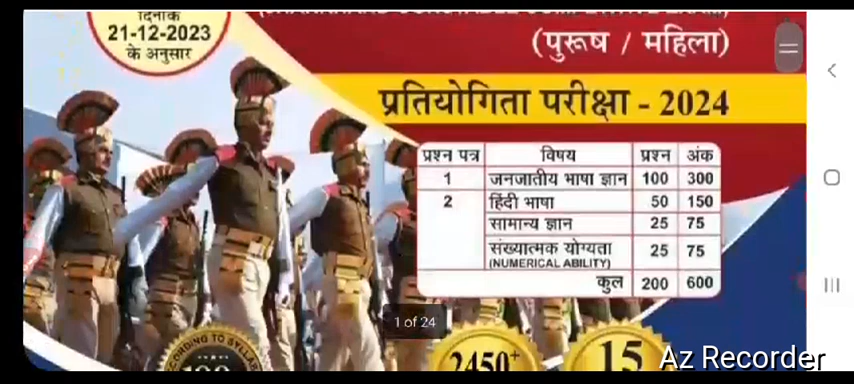 दिनांक
21-12-2023
के अनुसार
(पुरूष / महिला)
प्रतियोगिता परीक्षा - 2024
प्रश्न पत्र विषय प्रश्न अंक
1 जनजातीय भाषा ज्ञान 100 300
2 हिंदी भाषा 50 150
सामान्य ज्ञान 25 75
संख्यात्मक योग्यता 25 75
(NUMERICAL ABILITY)
कुल 200 600
1 of 24
2450+
15
Az Recorder